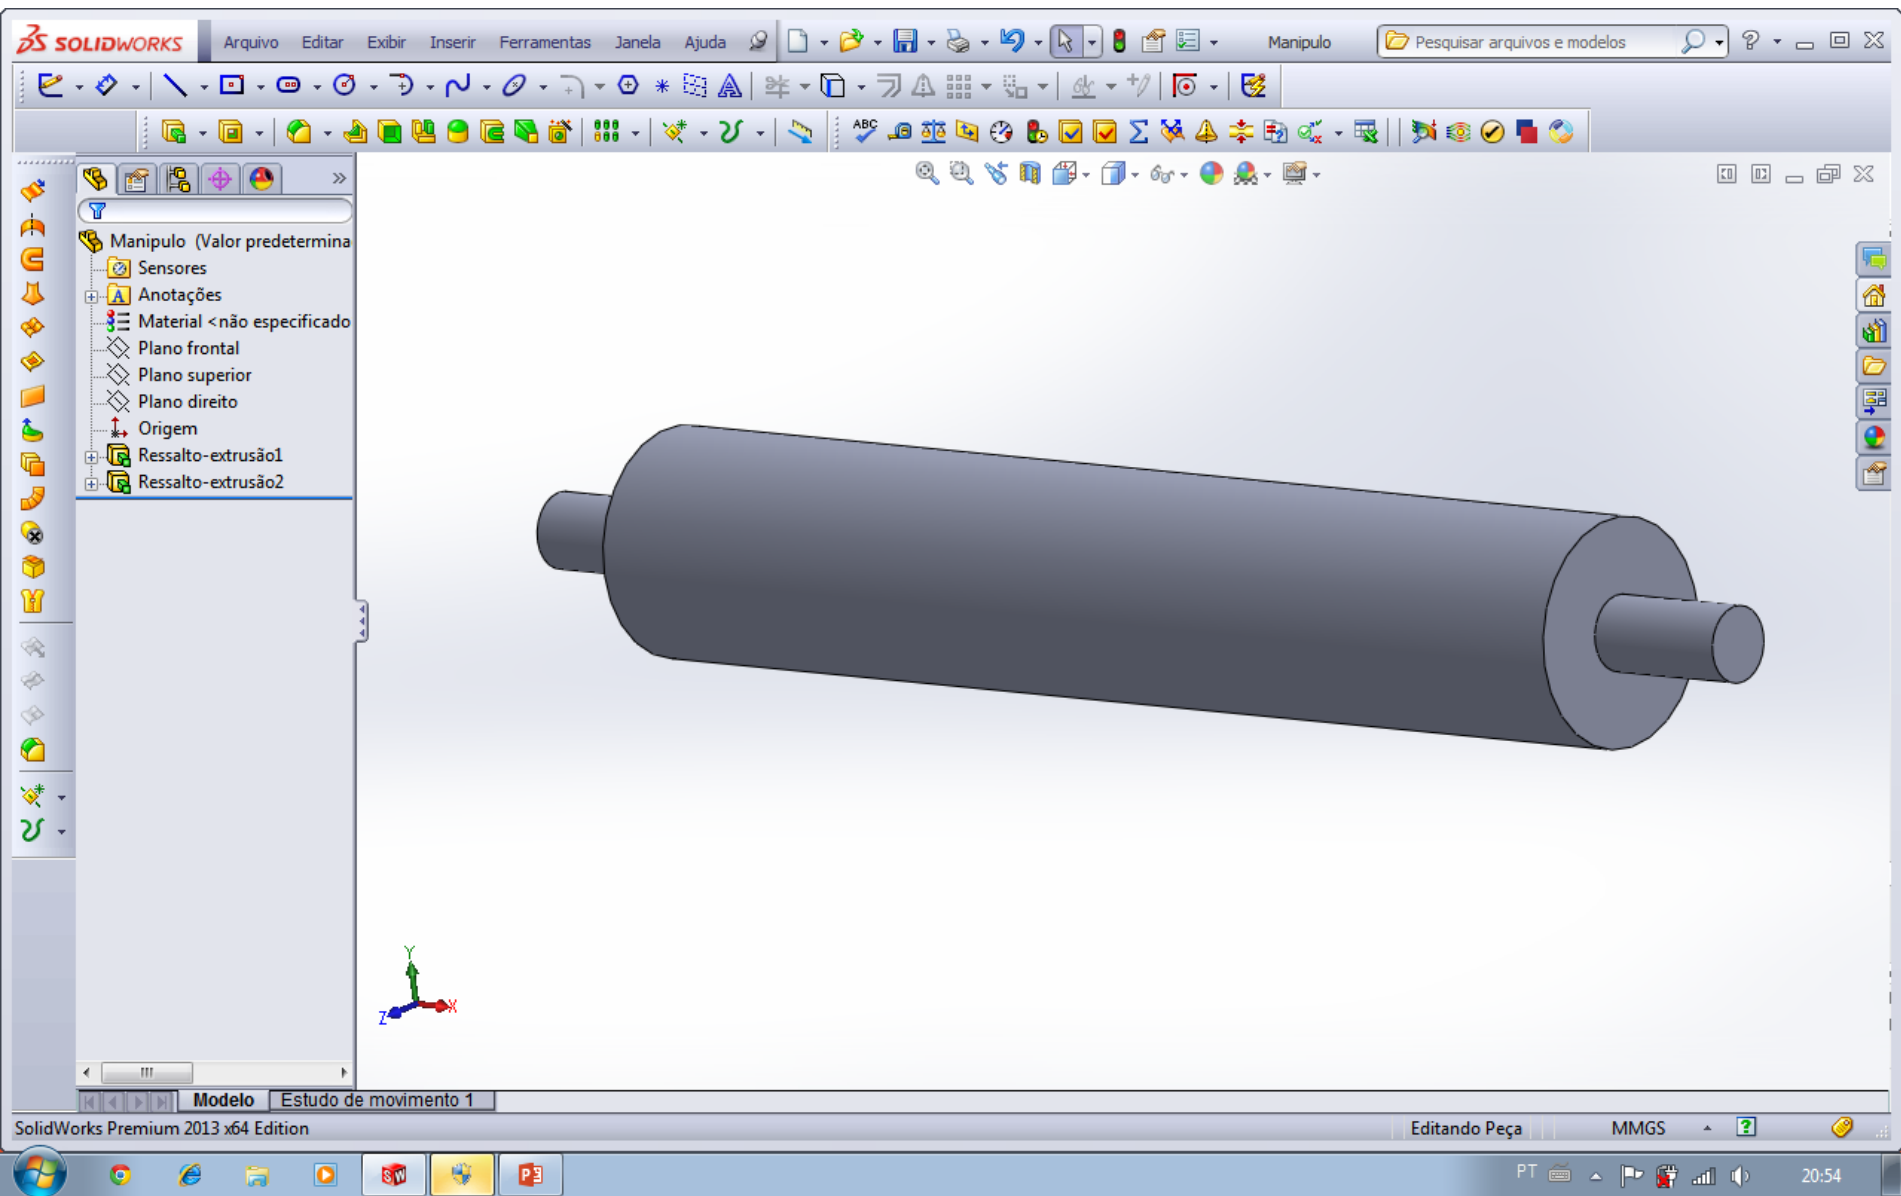 SOLIDWORKS Arquivo Editar Exibir Inserir Ferramentas Janela Ajuda Manipulo Pesquisar arquivos e modelos
ABC
Manipulo (Valor predetermina
Sensores
Anotações
Material <não especificado
Plano frontal
Plano superior
Plano direito
Origem
Ressalto-extrusão1
Ressalto-extrusão2
Y
X
Z
Modelo Estudo de movimento 1
SolidWorks Premium 2013 x64 Edition Editando Peça MMGS
PT 20:54